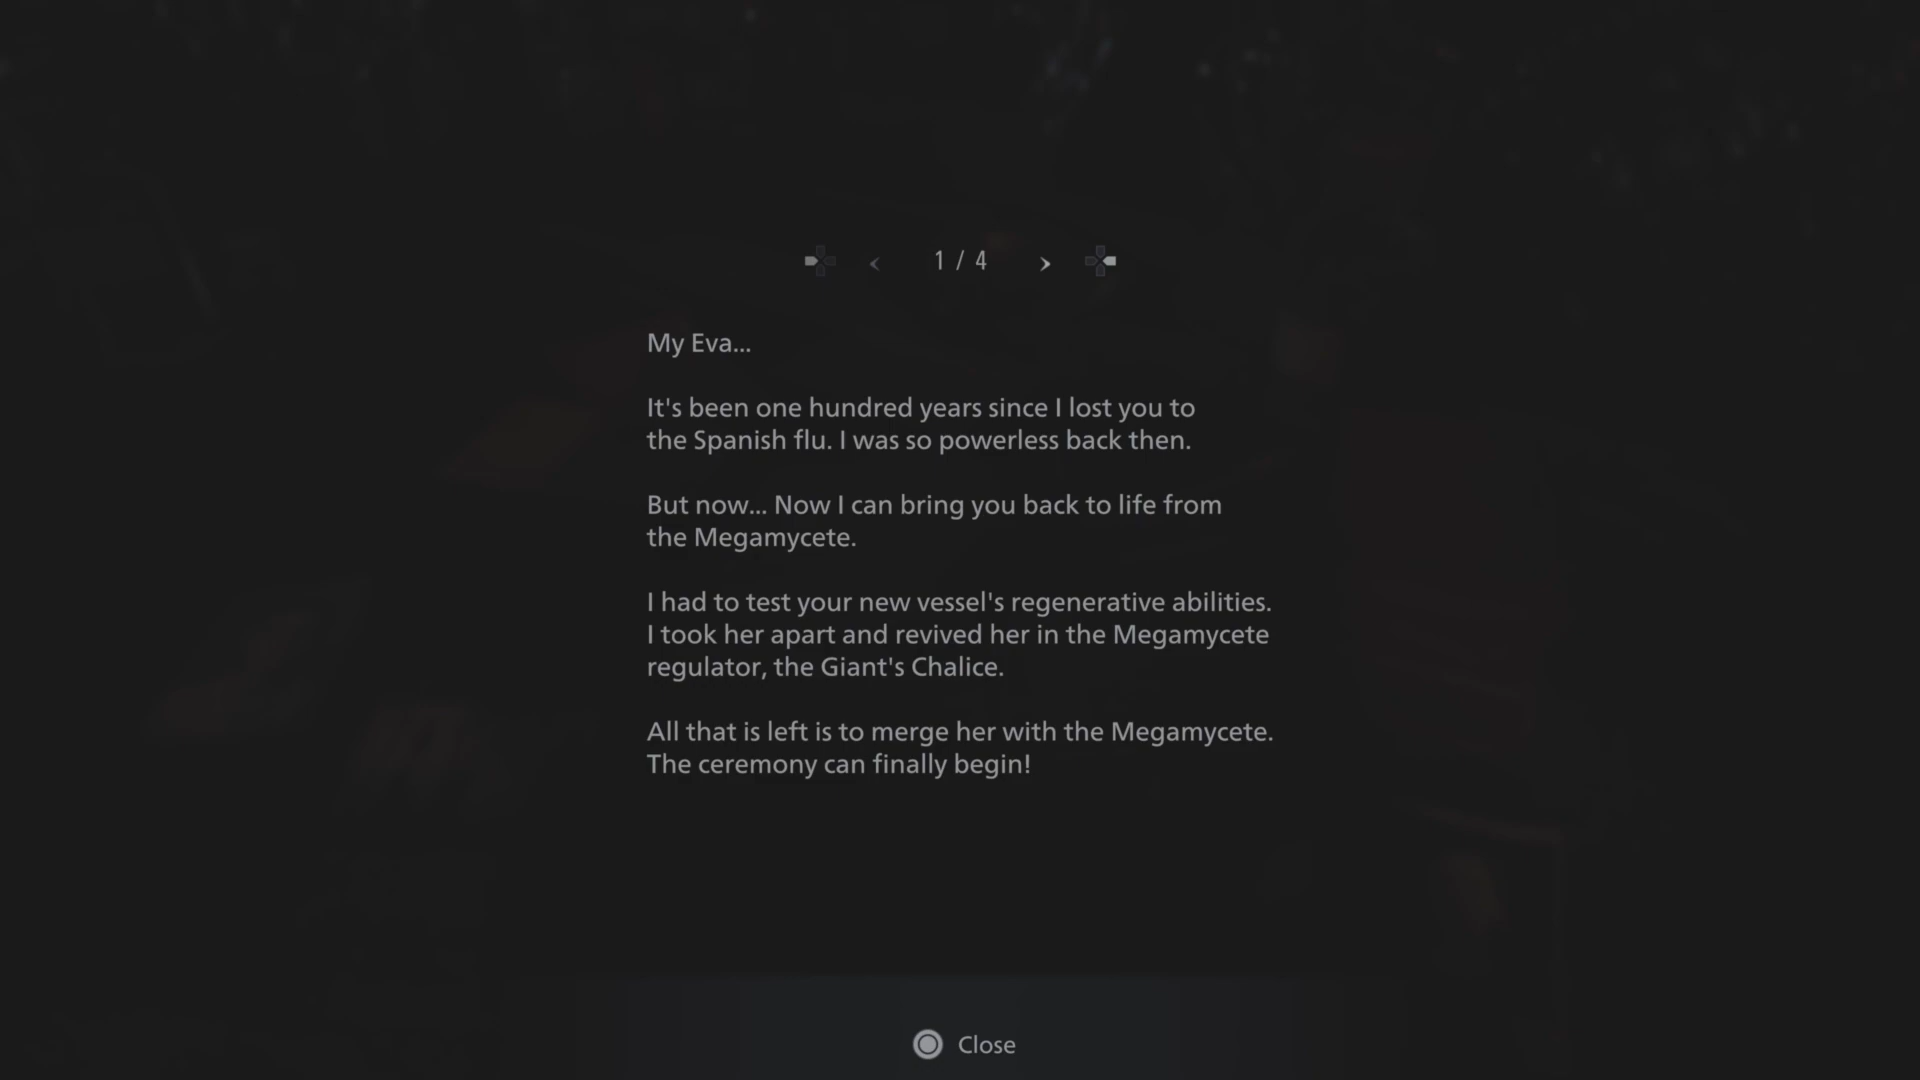 < 1 / 4 >
My Eva...
It's been one hundred years since I lost you to
the Spanish flu. I was so powerless back then.
But now... Now I can bring you back to life from
the Megamycete.
I had to test your new vessel's regenerative abilities.
I took her apart and revived her in the Megamycete
regulator, the Giant's Chalice.
All that is left is to merge her with the Megamycete.
The ceremony can finally begin!
Close